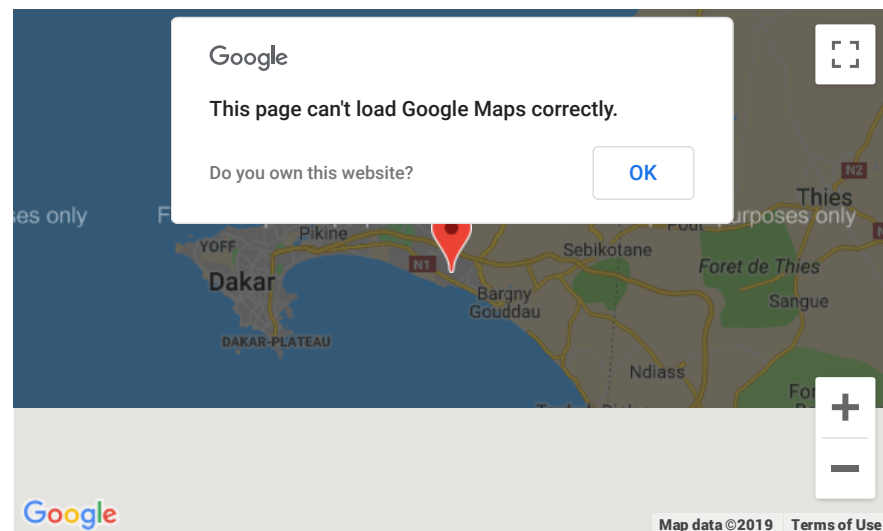 Google
This page can't load Google Maps correctly.
Do you own this website?
OK
N2
Thies
es only
urposes only
Pikine
YOFF
Sebikotane
N1
Foret de Thies
Dakar
Bargny
Gouddau
Sangue
DAKAR-PLATEAU
Ndiass
Google
Map data ©2019
Terms of Use